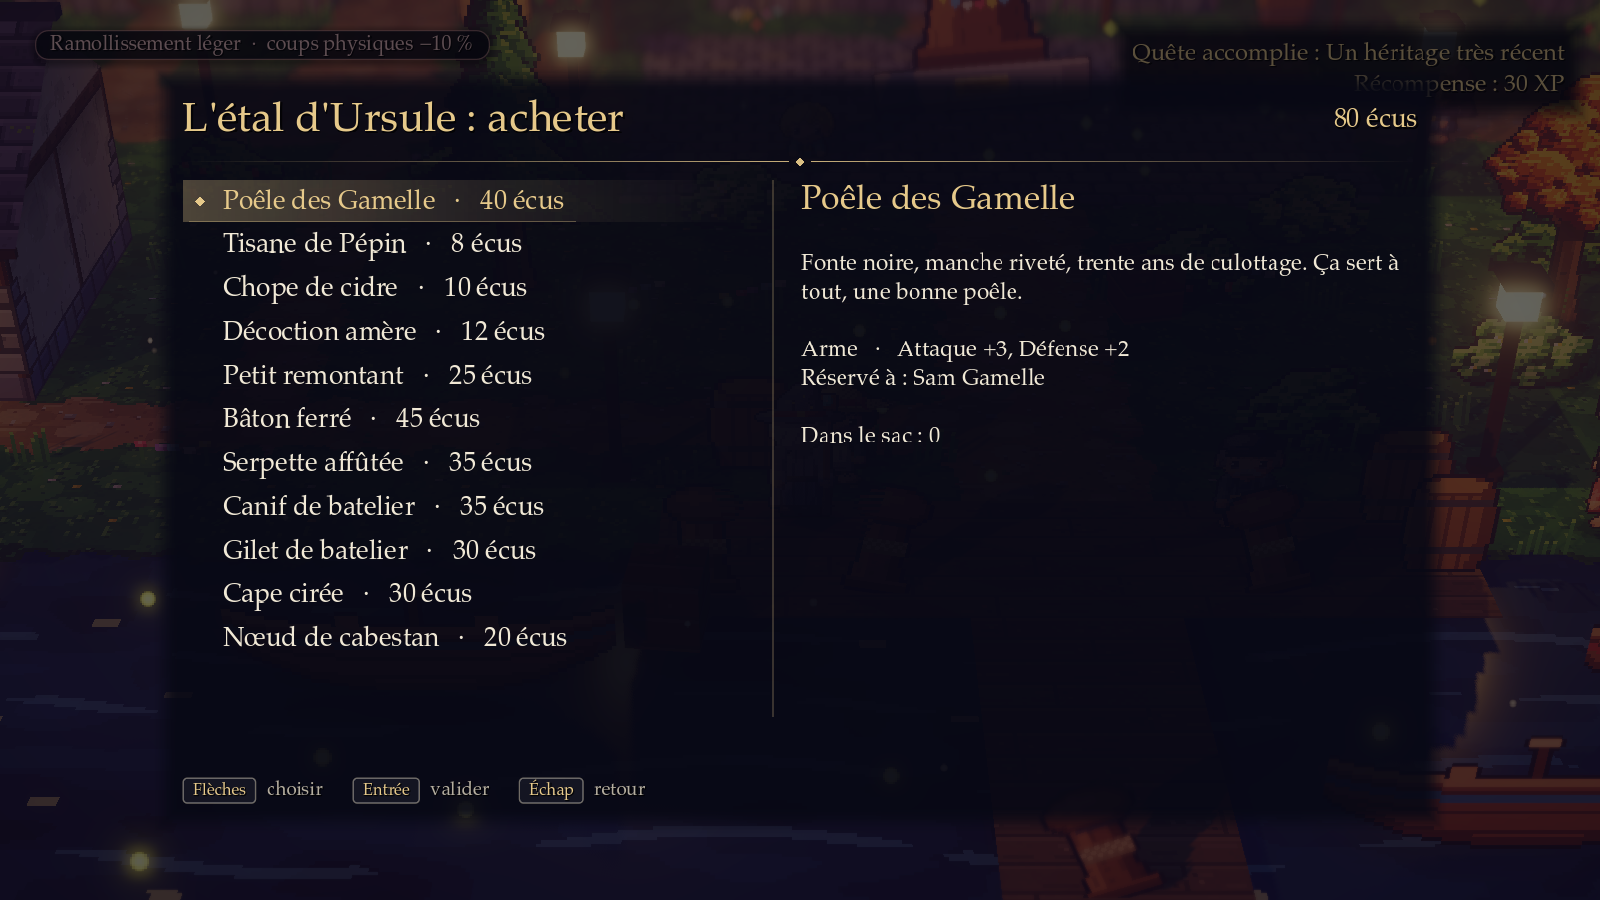 Ramollissement léger · coups physiques −10 %
Quête accomplie : Un héritage très récent
Récompense : 30 XP
L'étal d'Ursule : acheter
80 écus
Poêle des Gamelle · 40 écus
Tisane de Pépin · 8 écus
Chope de cidre · 10 écus
Décoction amère · 12 écus
Petit remontant · 25 écus
Bâton ferré · 45 écus
Serpette affûtée · 35 écus
Canif de batelier · 35 écus
Gilet de batelier · 30 écus
Cape cirée · 30 écus
Nœud de cabestan · 20 écus
Poêle des Gamelle
Fonte noire, manche riveté, trente ans de culottage. Ça sert à
tout, une bonne poêle.
Arme · Attaque +3, Défense +2
Réservé à : Sam Gamelle
Dans le sac : 0
Flèches choisir Entrée valider Échap retour